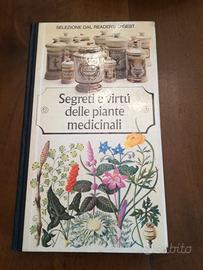 SELEZIONE DAL READER'S DIGEST
Segreti e virtù
delle piante
medicinali
subito